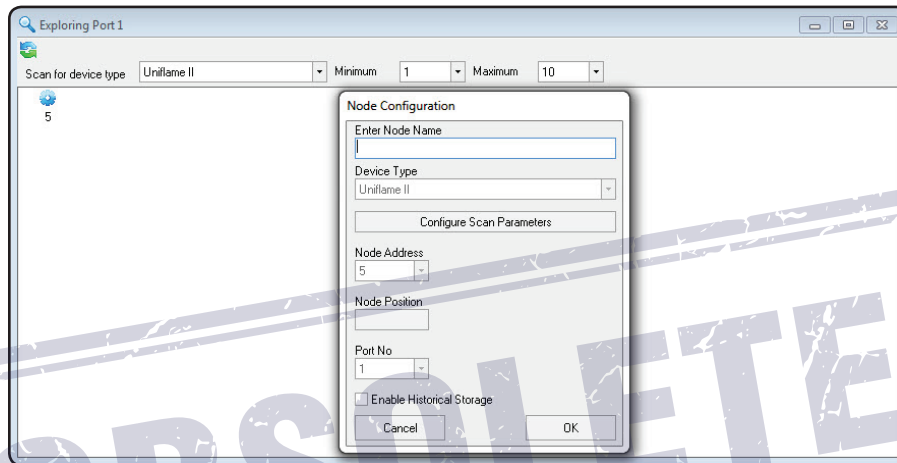 Exploring Port 1
Scan for device type Uniflame II Minimum 1 Maximum 10
5
Node Configuration
Enter Node Name
Device Type
Uniflame II
Configure Scan Parameters
Node Address
5
Node Position
Port No
1
Enable Historical Storage
Cancel OK
OBSOLETE